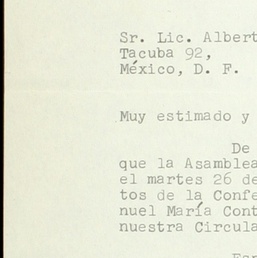 Sr. Lic. Albert
Tacuba 92,
México, D. F.
Muy estimado y
De
que la Asamblea
el martes 26 de
tos de la Confe
nuel María Cont
nuestra Circula